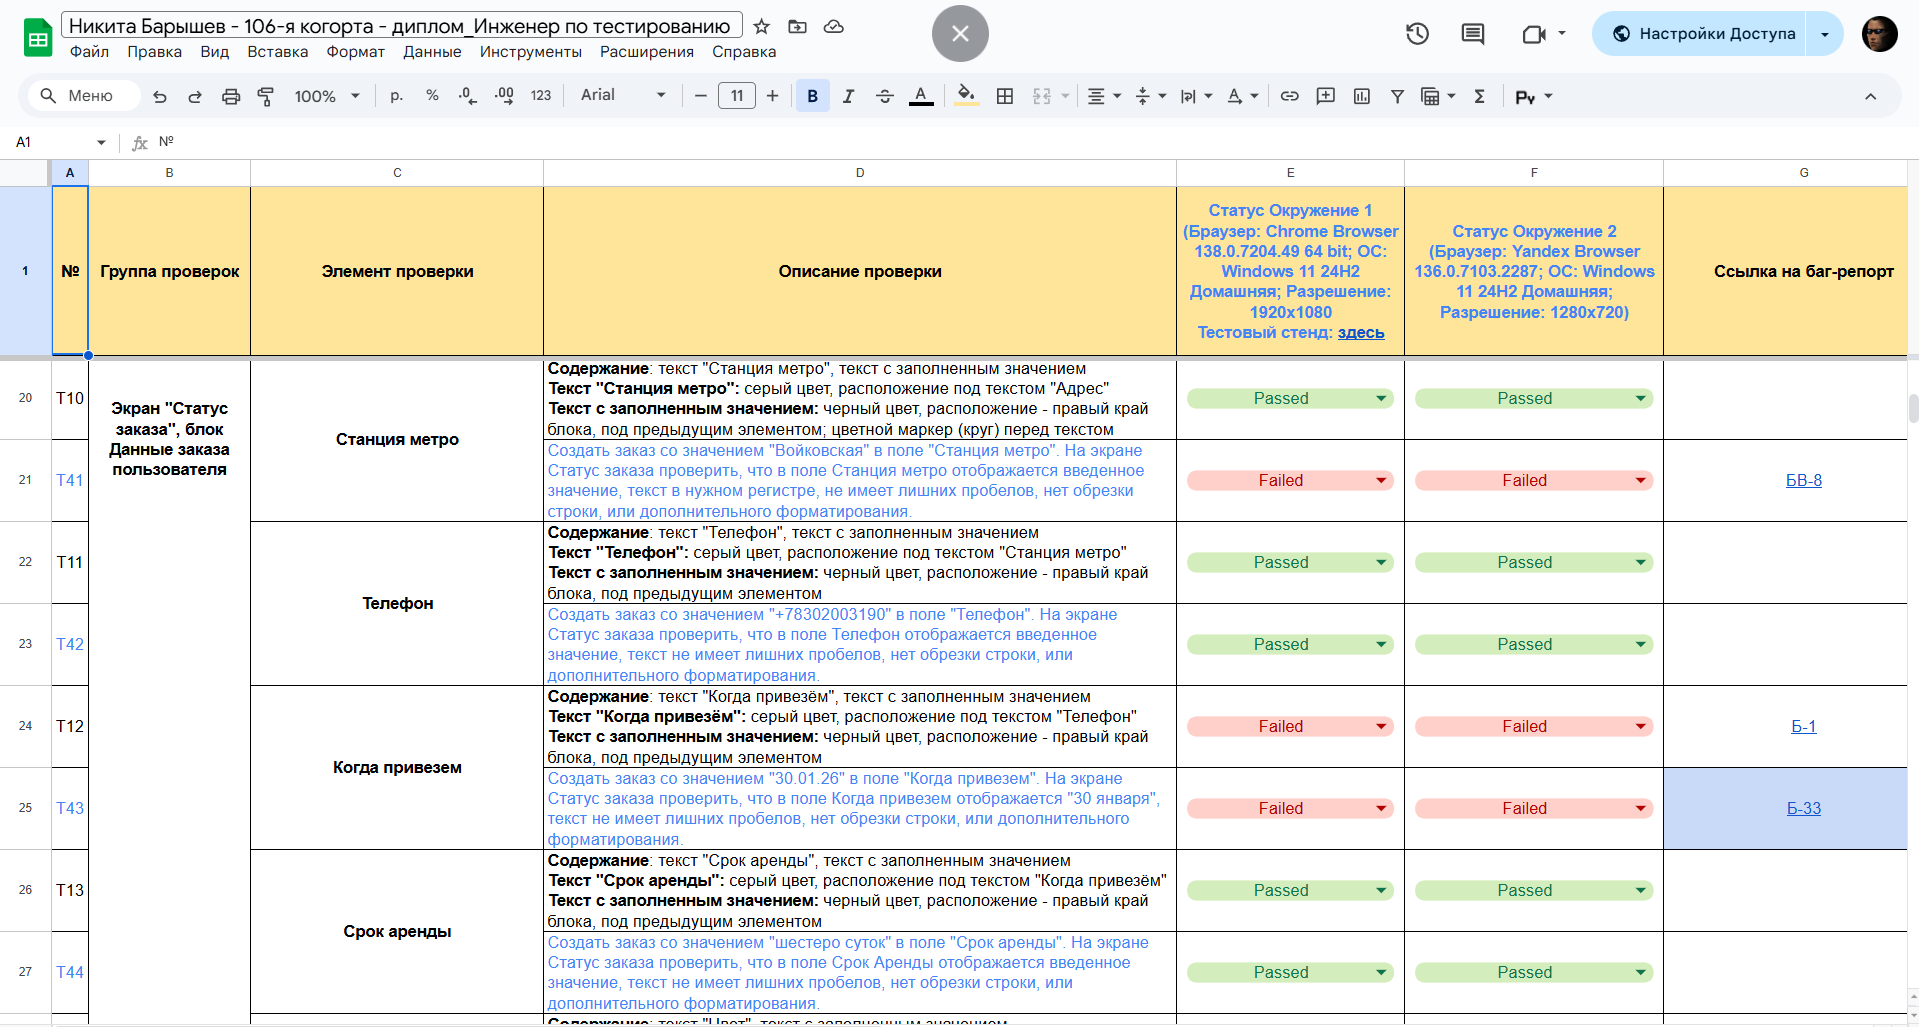 Никита Барышев - 106-я когорта - диплом_Инженер по тестированию
Файл Правка Вид Вставка Формат Данные Инструменты Расширения Справка
Настройки Доступа
Меню 100% р. % .0 .00 123 Arial 11 B I A Σ Py
A1 fx №
A B C D E F G
1
№
Группа проверок
Элемент проверки
Описание проверки
Статус Окружение 1
(Браузер: Chrome Browser
138.0.7204.49 64 bit; ОС:
Windows 11 24H2
Домашняя; Разрешение:
1920x1080
Тестовый стенд: здесь
Статус Окружение 2
(Браузер: Yandex Browser
136.0.7103.2287; ОС: Windows
11 24H2 Домашняя;
Разрешение: 1280x720)
Ссылка на баг-репорт
Экран "Статус
заказа", блок
Данные заказа
пользователя
20 T10
Станция метро
Содержание: текст "Станция метро", текст с заполненным значением
Текст "Станция метро": серый цвет, расположение под текстом "Адрес"
Текст с заполненным значением: черный цвет, расположение - правый край
блока, под предыдущим элементом; цветной маркер (круг) перед текстом
Passed Passed
21 T41
Создать заказ со значением "Войковская" в поле "Станция метро". На экране
Статус заказа проверить, что в поле Станция метро отображается введенное
значение, текст в нужном регистре, не имеет лишних пробелов, нет обрезки
строки, или дополнительного форматирования.
Failed Failed БВ-8
22 T11
Телефон
Содержание: текст "Телефон", текст с заполненным значением
Текст "Телефон": серый цвет, расположение под текстом "Станция метро"
Текст с заполненным значением: черный цвет, расположение - правый край
блока, под предыдущим элементом
Passed Passed
23 T42
Создать заказ со значением "+78302003190" в поле "Телефон". На экране
Статус заказа проверить, что в поле Телефон отображается введенное
значение, текст не имеет лишних пробелов, нет обрезки строки, или
дополнительного форматирования.
Passed Passed
24 T12
Когда привезем
Содержание: текст "Когда привезём", текст с заполненным значением
Текст "Когда привезём": серый цвет, расположение под текстом "Телефон"
Текст с заполненным значением: черный цвет, расположение - правый край
блока, под предыдущим элементом
Failed Failed Б-1
25 T43
Создать заказ со значением "30.01.26" в поле "Когда привезем". На экране
Статус заказа проверить, что в поле Когда привезем отображается "30 января",
текст не имеет лишних пробелов, нет обрезки строки, или дополнительного
форматирования.
Failed Failed Б-33
26 T13
Срок аренды
Содержание: текст "Срок аренды", текст с заполненным значением
Текст "Срок аренды": серый цвет, расположение под текстом "Когда привезём"
Текст с заполненным значением: черный цвет, расположение - правый край
блока, под предыдущим элементом
Passed Passed
27 T44
Создать заказ со значением "шестеро суток" в поле "Срок аренды". На экране
Статус заказа проверить, что в поле Срок Аренды отображается введенное
значение, текст не имеет лишних пробелов, нет обрезки строки, или
дополнительного форматирования.
Passed Passed
Содержание: текст "Цвет", текст с заполненным значением